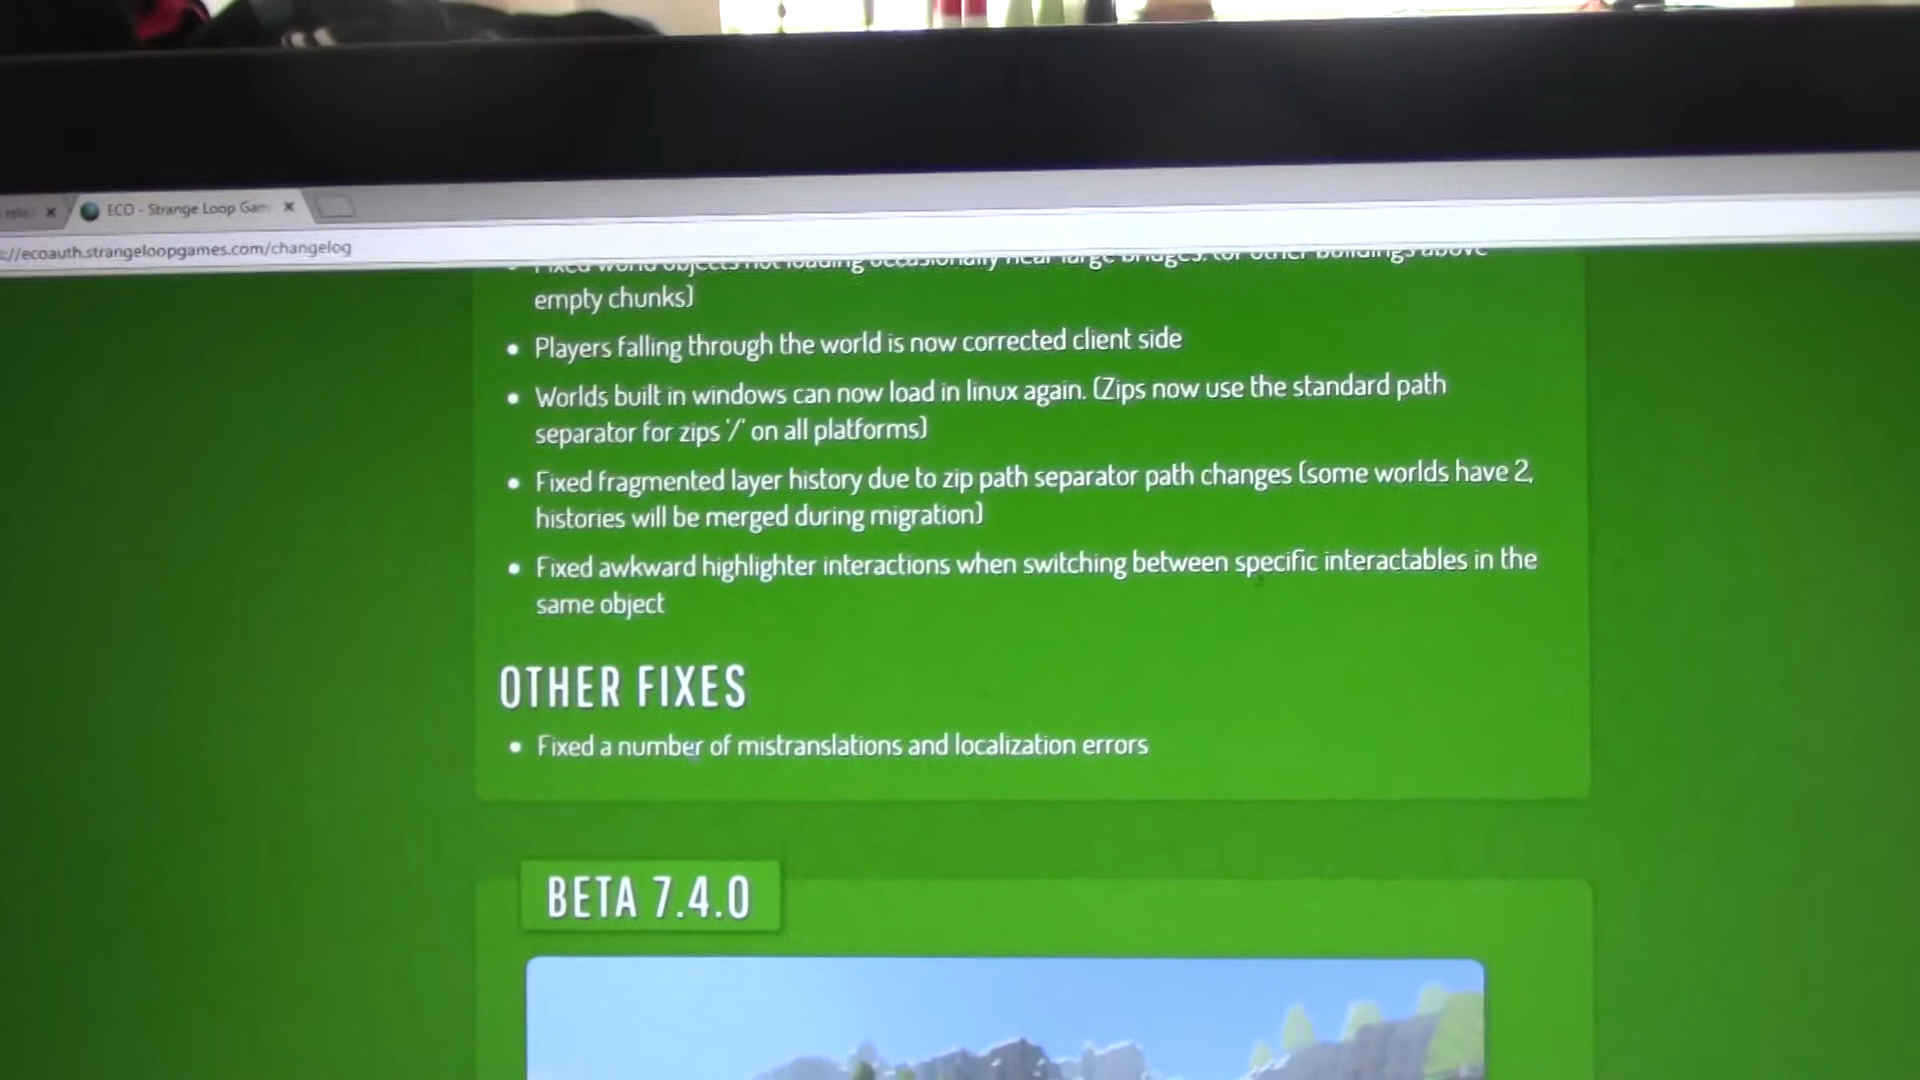 ECO - Strange Loop Gam
://ecoauth.strangeloopgames.com/changelog
Fixed world objects not loading occasionally near large bridges. (or other buildings above
empty chunks)
Players falling through the world is now corrected client side
Worlds built in windows can now load in linux again. (Zips now use the standard path
separator for zips '/' on all platforms)
Fixed fragmented layer history due to zip path separator path changes (some worlds have 2,
histories will be merged during migration)
Fixed awkward highlighter interactions when switching between specific interactables in the
same object
OTHER FIXES
Fixed a number of mistranslations and localization errors
BETA 7.4.0